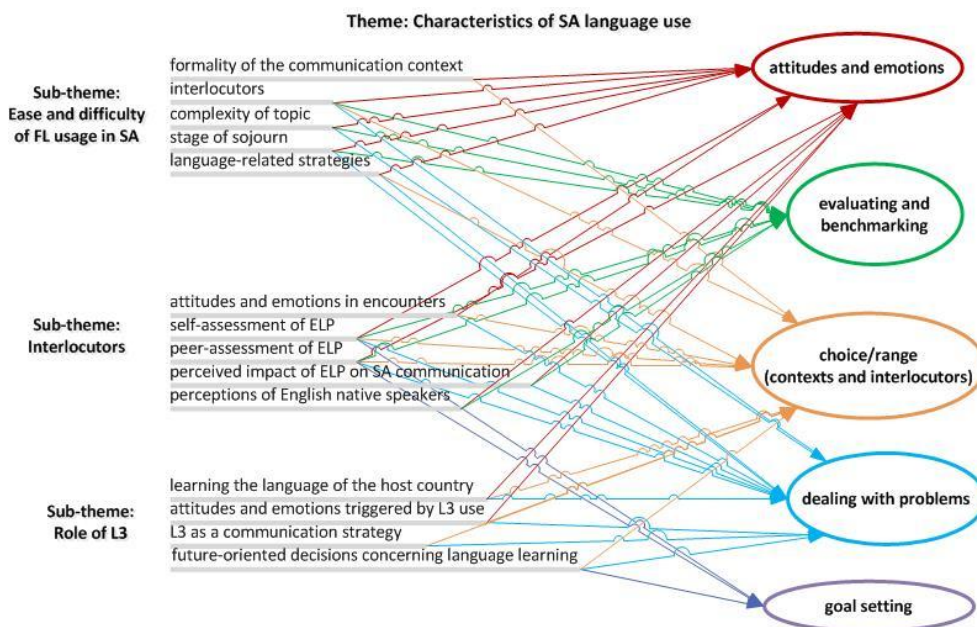 Theme: Characteristics of SA language use
Sub-theme:
Ease and difficulty
of FL usage in SA
formality of the communication context
interlocutors
complexity of topic
stage of sojourn
language-related strategies
Sub-theme:
Interlocutors
attitudes and emotions in encounters
self-assessment of ELP
peer-assessment of ELP
perceived impact of ELP on SA communication
perceptions of English native speakers
Sub-theme:
Role of L3
learning the language of the host country
attitudes and emotions triggered by L3 use
L3 as a communication strategy
future-oriented decisions concerning language learning
attitudes and emotions
evaluating and
benchmarking
choice/range
(contexts and interlocutors)
dealing with problems
goal setting